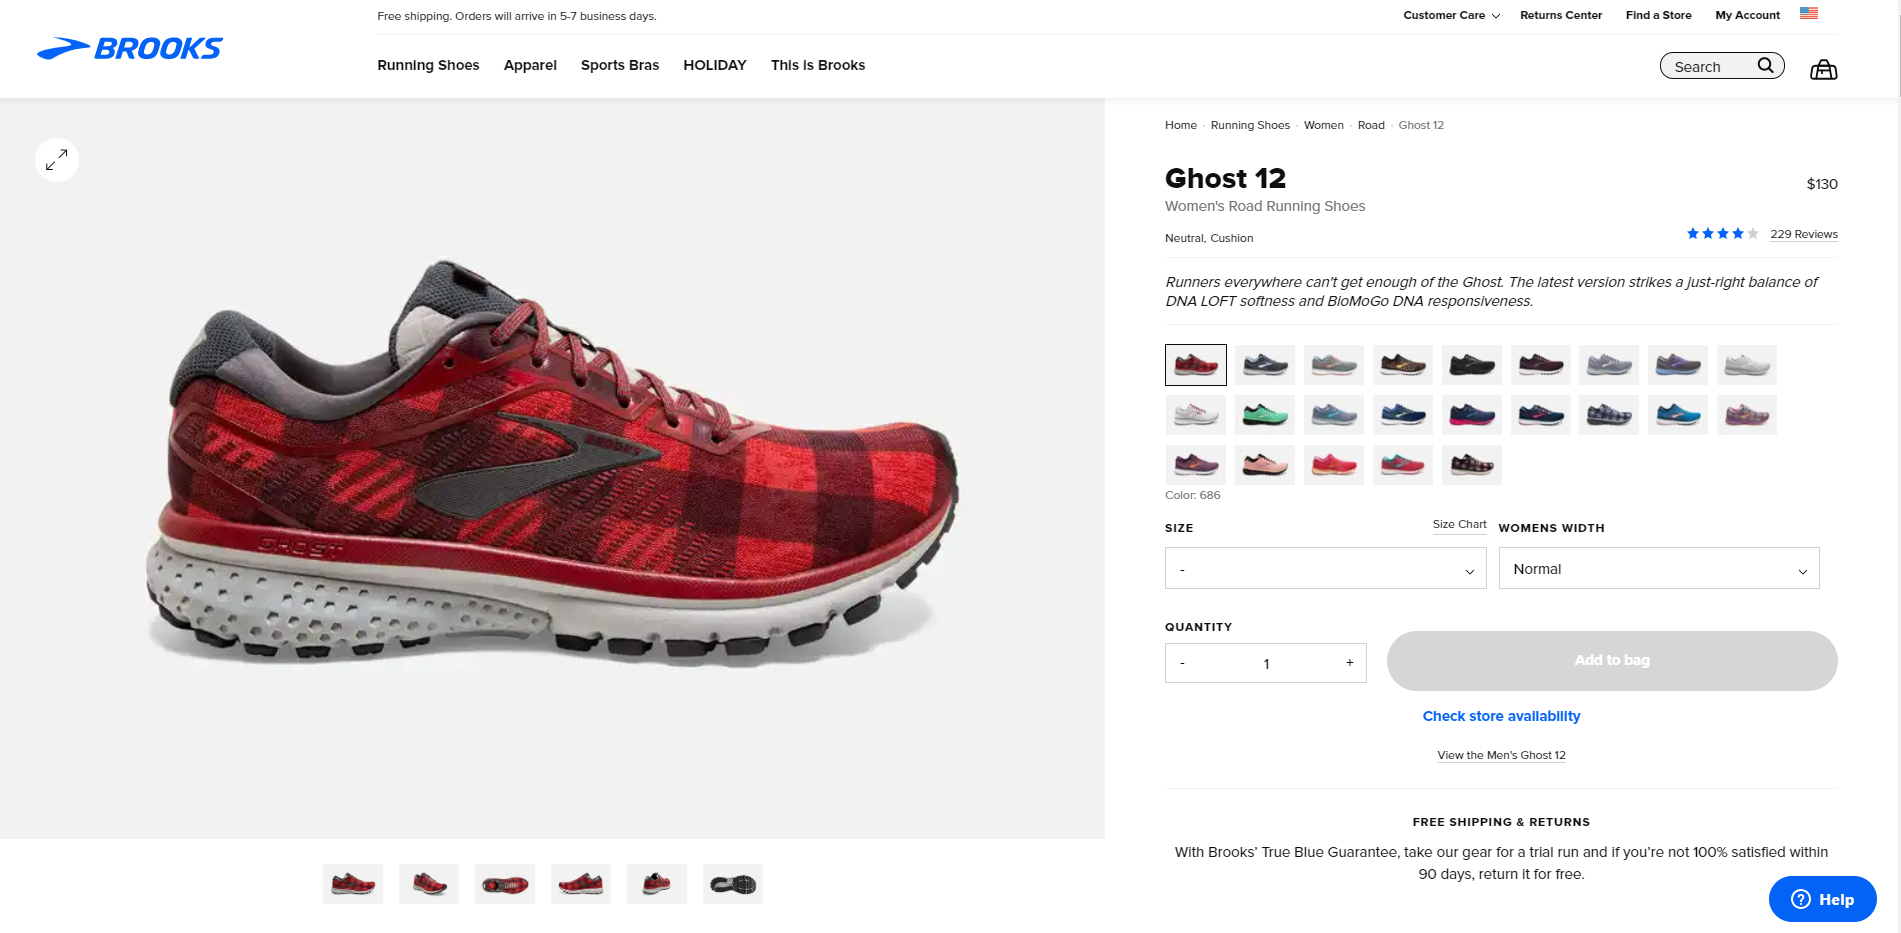 Free shipping. Orders will arrive in 5-7 business days.
Customer Care
Returns Center
Find a Store
My Account
BROOKS
Running Shoes
Apparel
Sports Bras
HOLIDAY
This is Brooks
Search
Home · Running Shoes · Women · Road · Ghost 12
Ghost 12
$130
Women's Road Running Shoes
Neutral, Cushion
229 Reviews
Runners everywhere can't get enough of the Ghost. The latest version strikes a just-right balance of
DNA LOFT softness and BioMoGo DNA responsiveness.
BROOKS
GHOST
Color: 686
SIZE
Size Chart
WOMENS WIDTH
-
Normal
QUANTITY
- 1 +
Add to bag
Check store availability
View the Men's Ghost 12
FREE SHIPPING & RETURNS
With Brooks’ True Blue Guarantee, take our gear for a trial run and if you’re not 100% satisfied within
90 days, return it for free.
? Help